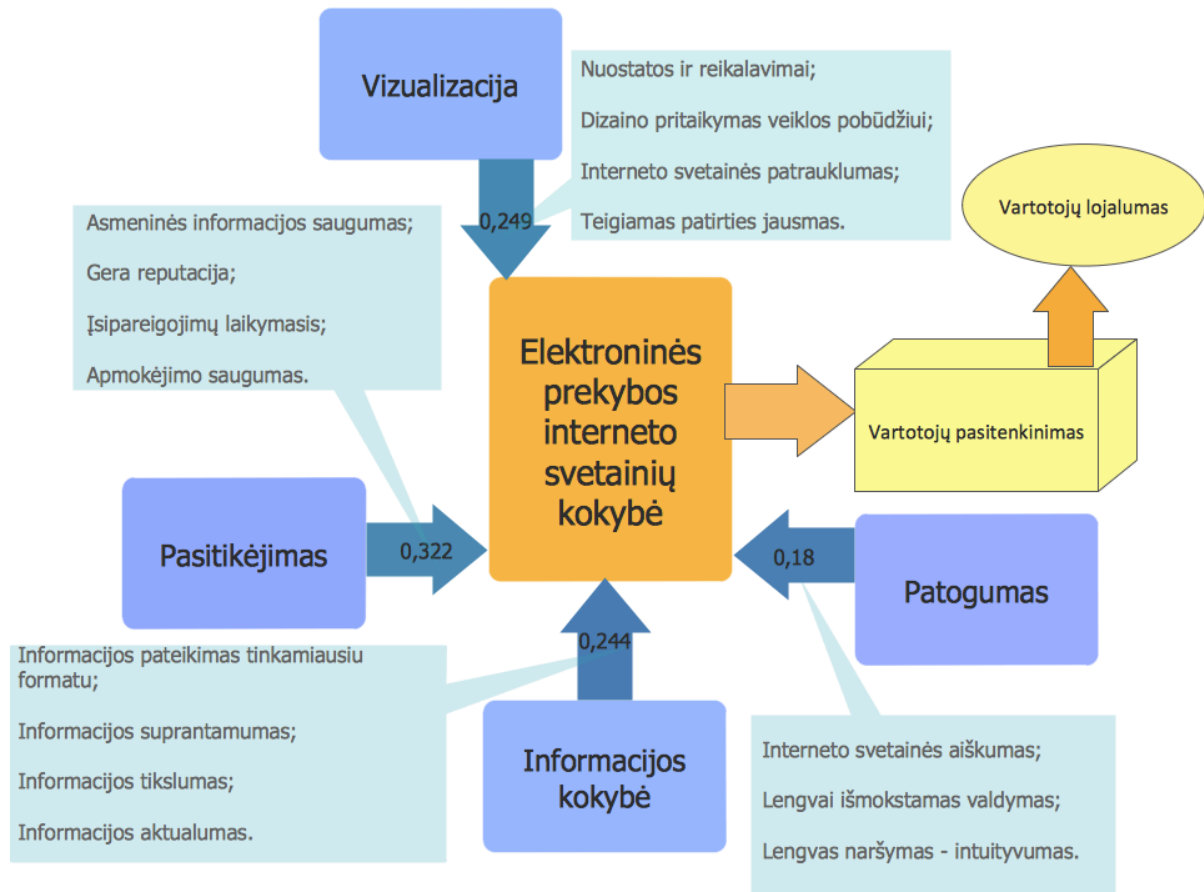 Vizualizacija
Nuostatos ir reikalavimai;
Dizaino pritaikymas veiklos pobūdžiui;
Interneto svetainės patrauklumas;
Teigiamas patirties jausmas.
0,249
Vartotojų lojalumas
Asmeninės informacijos saugumas;
Gera reputacija;
Įsipareigojimų laikymasis;
Apmokėjimo saugumas.
Elektroninės
prekybos
interneto
svetainių
kokybė
Vartotojų pasitenkinimas
Pasitikėjimas
0,322
0,18
Patogumas
Informacijos pateikimas tinkamiausiu
formatu;
Informacijos suprantamumas;
Informacijos tikslumas;
Informacijos aktualumas.
0,244
Informacijos
kokybė
Interneto svetainės aiškumas;
Lengvai išmokstamas valdymas;
Lengvas naršymas - intuityvumas.